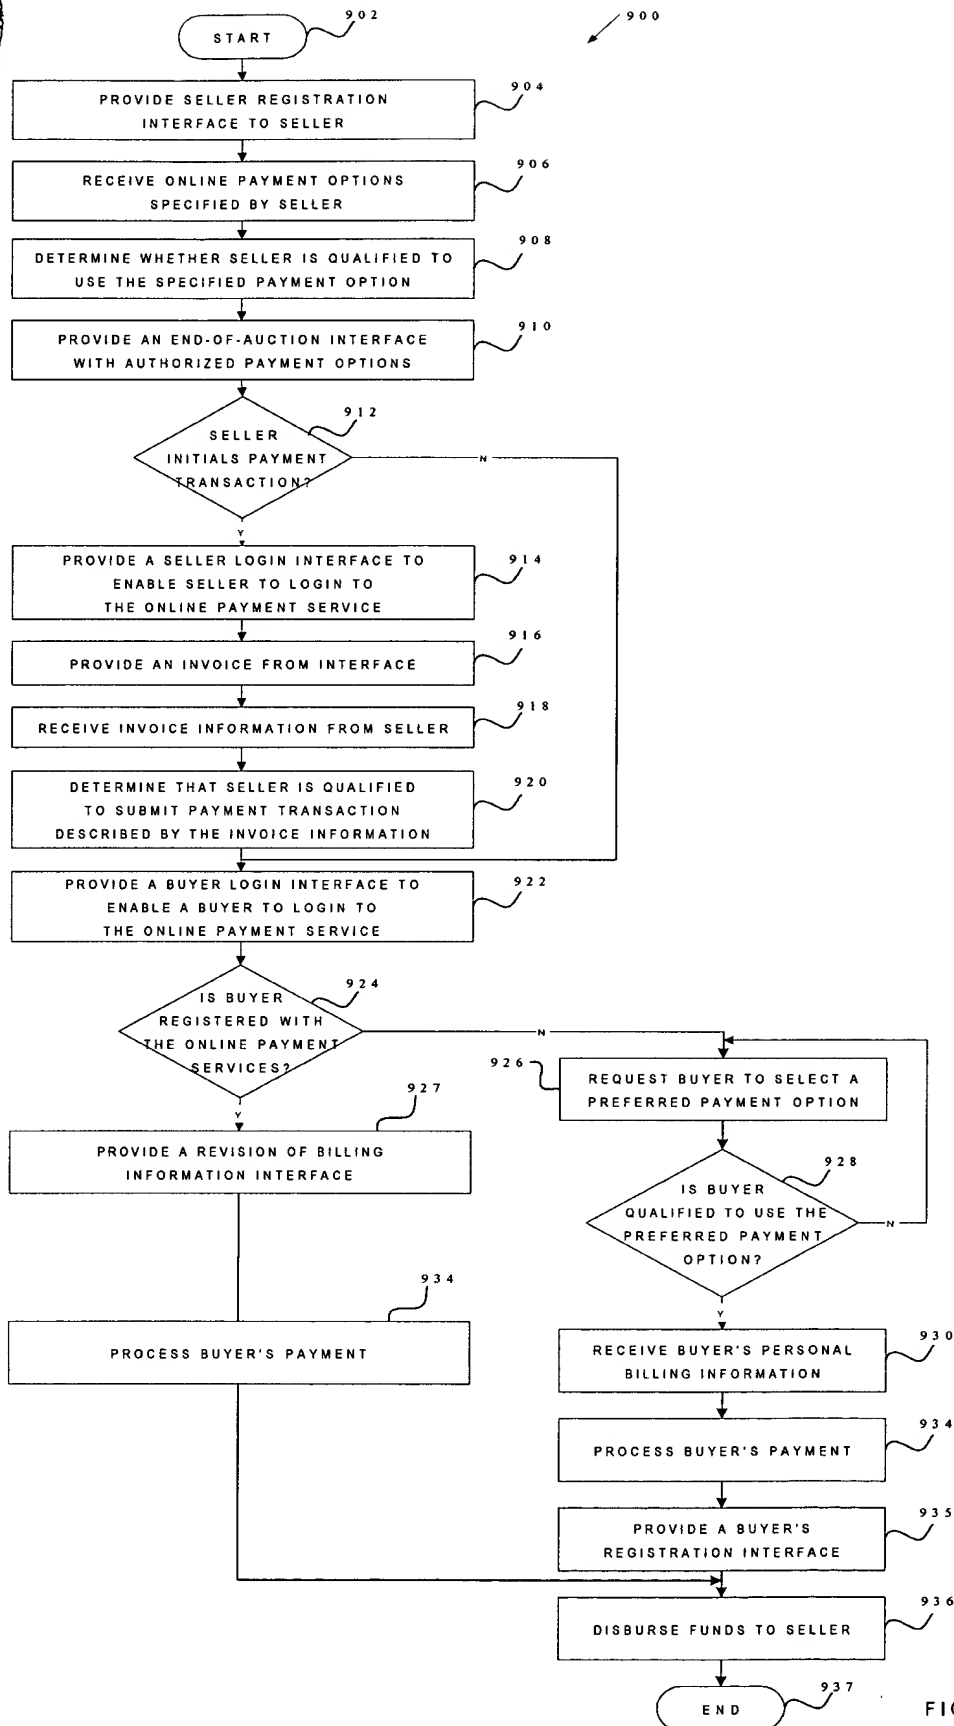 902
START
900
904
PROVIDE SELLER REGISTRATION
INTERFACE TO SELLER
906
RECEIVE ONLINE PAYMENT OPTIONS
SPECIFIED BY SELLER
908
DETERMINE WHETHER SELLER IS QUALIFIED TO
USE THE SPECIFIED PAYMENT OPTION
910
PROVIDE AN END-OF-AUCTION INTERFACE
WITH AUTHORIZED PAYMENT OPTIONS
912
SELLER
INITIALS PAYMENT
TRANSACTION?
N
Y
PROVIDE A SELLER LOGIN INTERFACE TO
ENABLE SELLER TO LOGIN TO
THE ONLINE PAYMENT SERVICE
914
916
PROVIDE AN INVOICE FROM INTERFACE
918
RECEIVE INVOICE INFORMATION FROM SELLER
920
DETERMINE THAT SELLER IS QUALIFIED
TO SUBMIT PAYMENT TRANSACTION
DESCRIBED BY THE INVOICE INFORMATION
922
PROVIDE A BUYER LOGIN INTERFACE TO
ENABLE A BUYER TO LOGIN TO
THE ONLINE PAYMENT SERVICE
924
IS BUYER
REGISTERED WITH
THE ONLINE PAYMENT
SERVICES?
N
Y
926
REQUEST BUYER TO SELECT A
PREFERRED PAYMENT OPTION
927
PROVIDE A REVISION OF BILLING
INFORMATION INTERFACE
928
IS BUYER
QUALIFIED TO USE THE
PREFERRED PAYMENT
OPTION?
N
Y
934
PROCESS BUYER'S PAYMENT
930
RECEIVE BUYER'S PERSONAL
BILLING INFORMATION
934
PROCESS BUYER'S PAYMENT
935
PROVIDE A BUYER'S
REGISTRATION INTERFACE
936
DISBURSE FUNDS TO SELLER
937
END